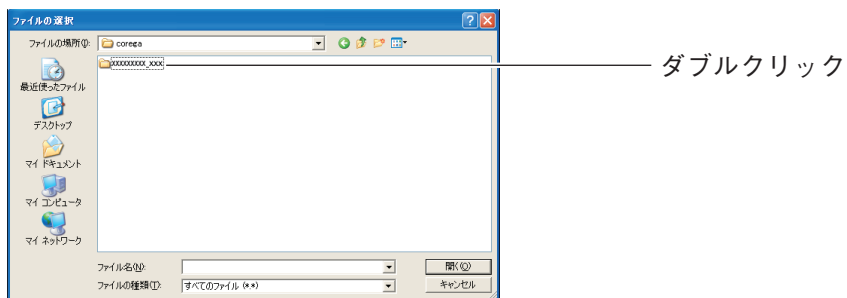 ファイルの選択
ファイルの場所(I):
corega
xxxxxxxxx_xxx
ダブルクリック
最近使ったファイル
デスクトップ
マイ ドキュメント
マイ コンピュータ
マイ ネットワーク
ファイル名(N):
開く(O)
ファイルの種類(T):
すべてのファイル (*.*)
キャンセル